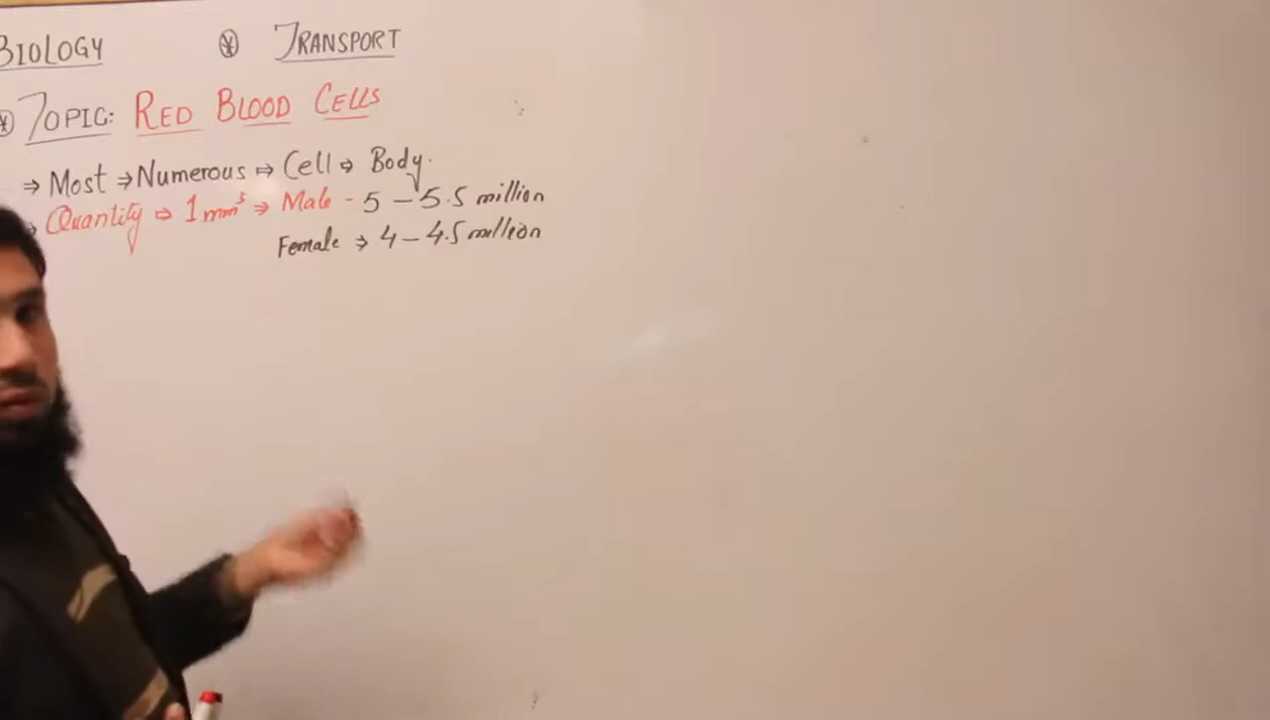 BIOLOGY TRANSPORT
TOPIC: RED BLOOD CELLS
⇒ Most ⇒ Numerous ⇒ Cell ⇒ Body.
Quantity ⇒ 1 mm³ ⇒ Male - 5 – 5.5 million
Female → 4 – 4.5 million